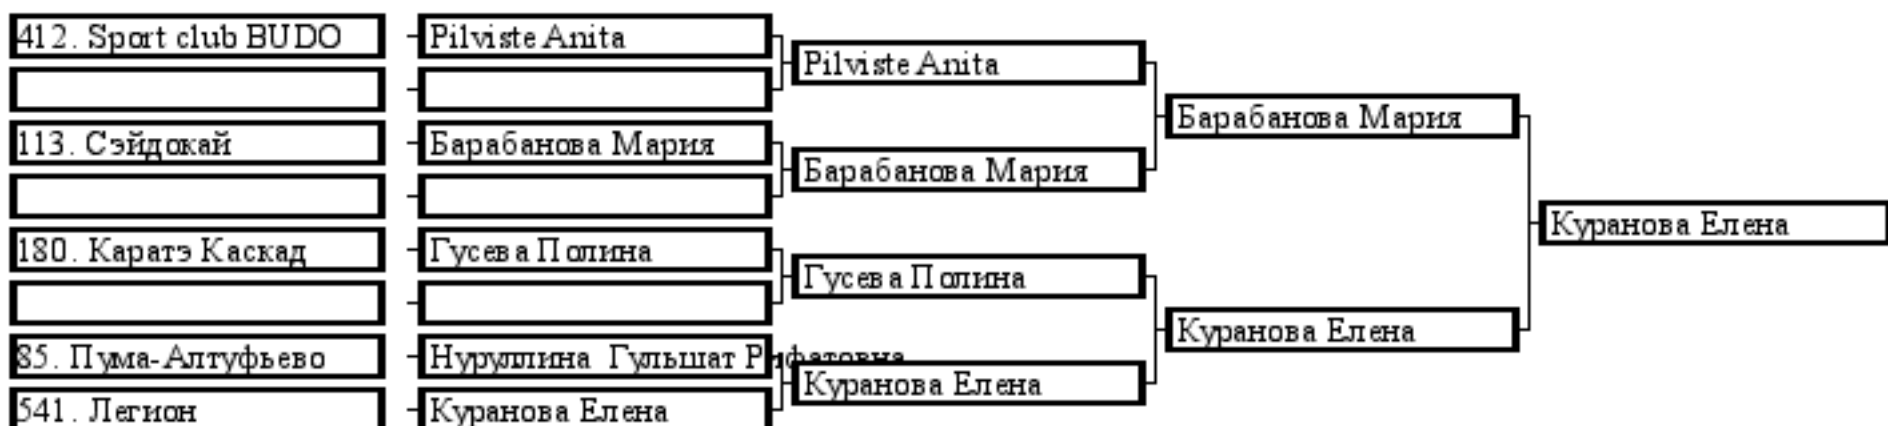 412. Sport club BUDO
Pilviste Anita
Pilviste Anita
Барабанова Мария
113. Сэйдокай
Барабанова Мария
Барабанова Мария
Куранова Елена
180. Каратэ Каскад
Гусева Полина
Гусева Полина
Куранова Елена
85. Пума-Алтуфьево
Нуруллина Гульшат Рифатовна
Куранова Елена
541. Легион
Куранова Елена